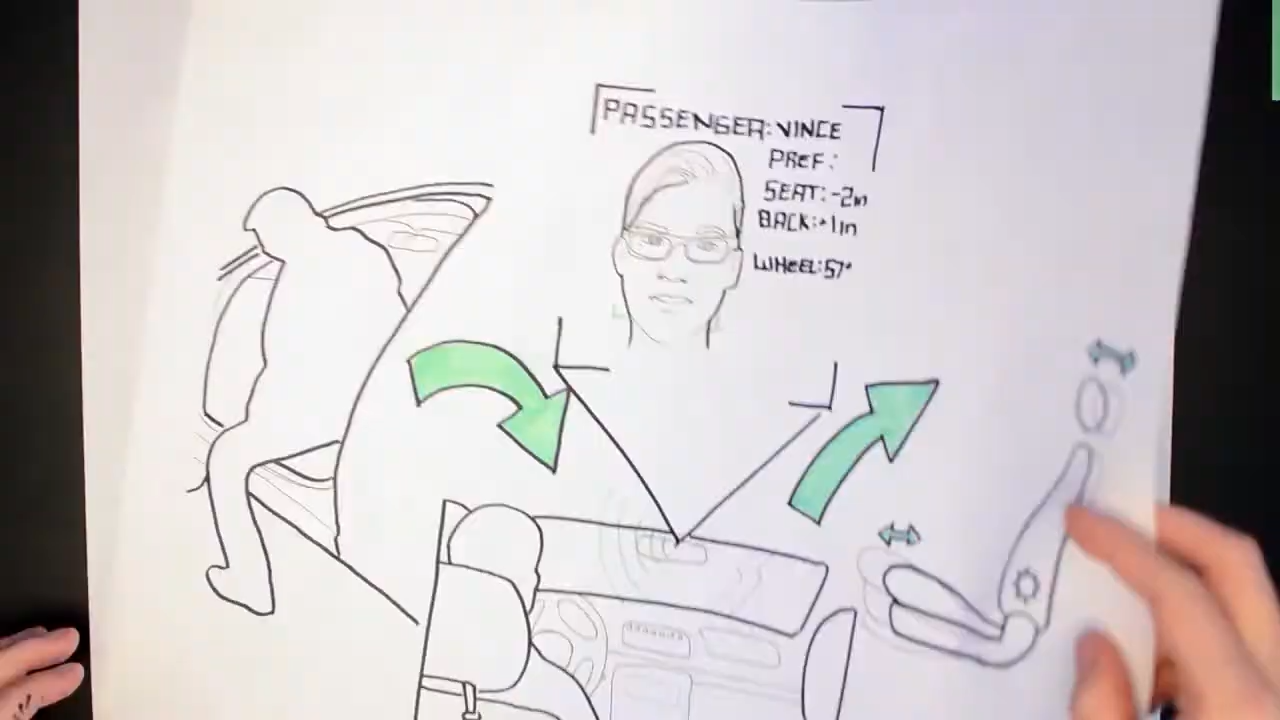 PASSENGER: VINCE
PREF:
SEAT: -2in
BACK: +1in
WHEEL: 57°